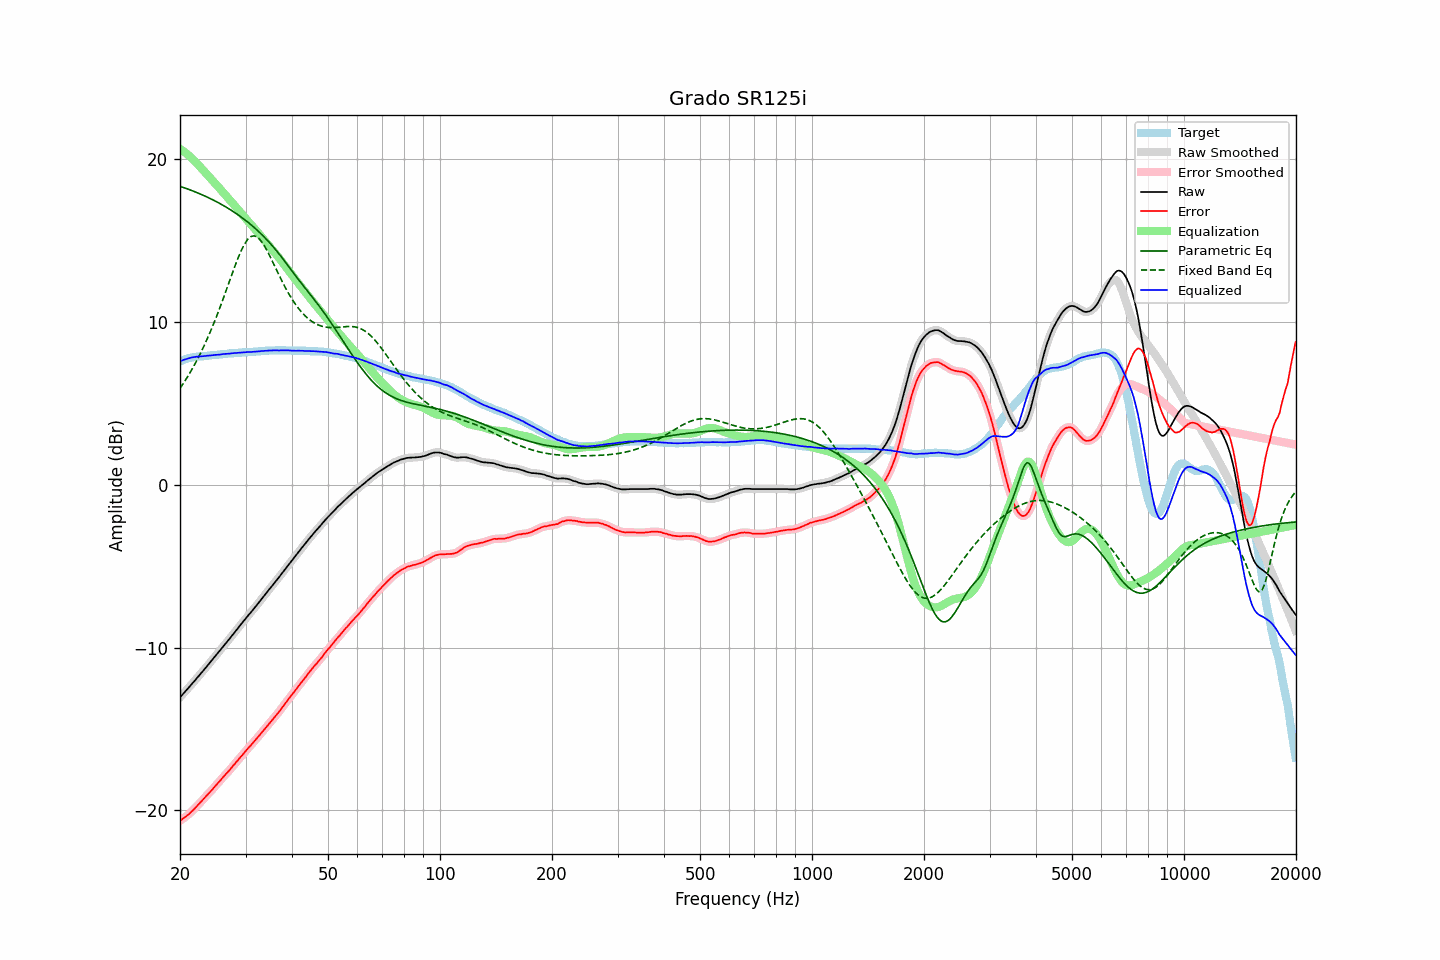 Grado SR125i
Target
Raw Smoothed
Error Smoothed
Raw
Error
Equalization
Parametric Eq
Fixed Band Eq
Equalized
20
10
0
−10
−20
Amplitude (dBr)
20
50
100
200
500
1000
2000
5000
10000
20000
Frequency (Hz)